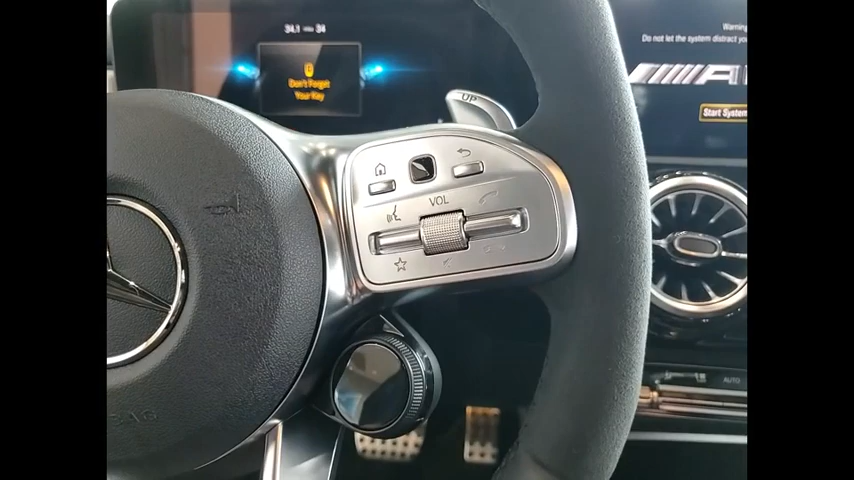 34.1 34
Don't Forget
Your Key
UP
Warning
Do not let the system distract
AMG
Start System
VOL
AUTO